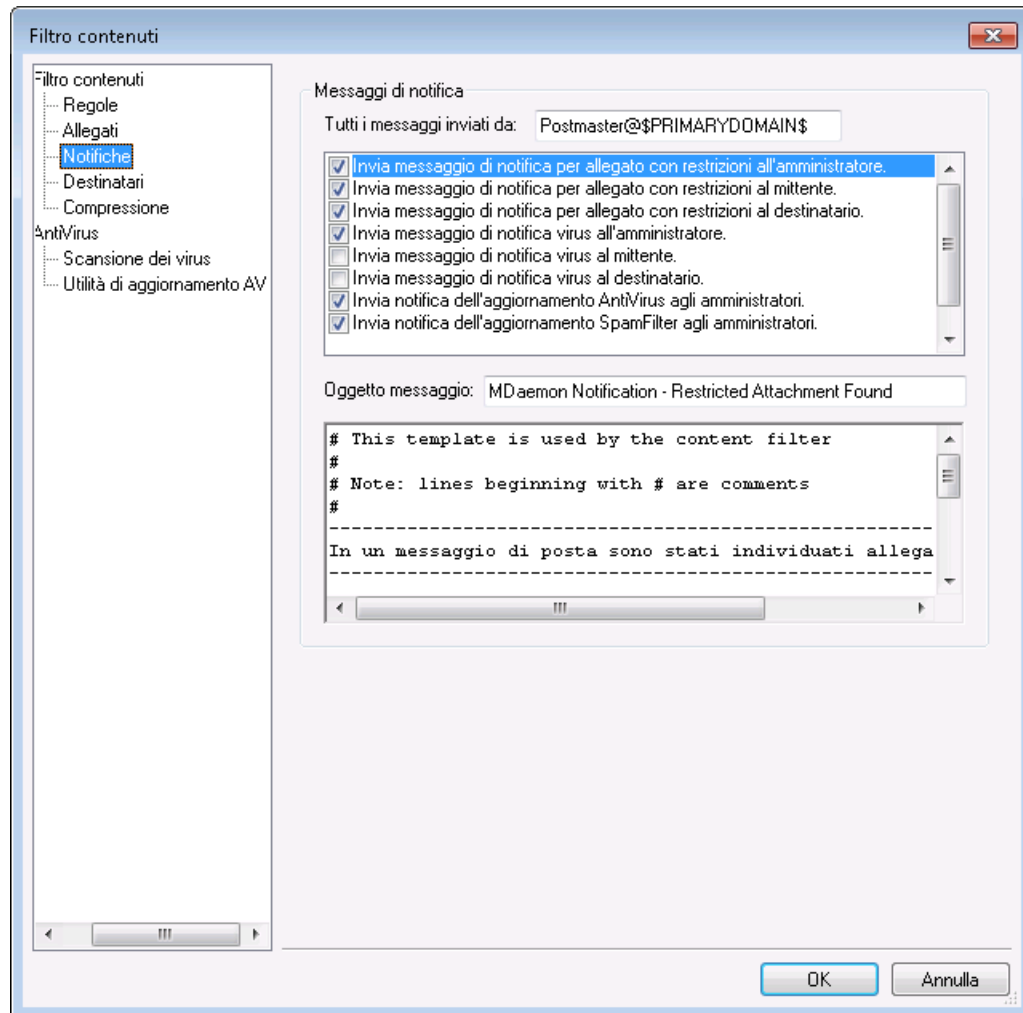 Filtro contenuti
Filtro contenuti
Regole
Allegati
Notifiche
Destinatari
Compressione
AntiVirus
Scansione dei virus
Utilità di aggiornamento AV
Messaggi di notifica
Tutti i messaggi inviati da: Postmaster@$PRIMARYDOMAIN$
Invia messaggio di notifica per allegato con restrizioni all'amministratore.
Invia messaggio di notifica per allegato con restrizioni al mittente.
Invia messaggio di notifica per allegato con restrizioni al destinatario.
Invia messaggio di notifica virus all'amministratore.
Invia messaggio di notifica virus al mittente.
Invia messaggio di notifica virus al destinatario.
Invia notifica dell'aggiornamento AntiVirus agli amministratori.
Invia notifica dell'aggiornamento SpamFilter agli amministratori.
Oggetto messaggio: MDaemon Notification - Restricted Attachment Found
# This template is used by the content filter
#
# Note: lines beginning with # are comments
#
------------------------------------------------------
In un messaggio di posta sono stati individuati allega
------------------------------------------------------
OK Annulla